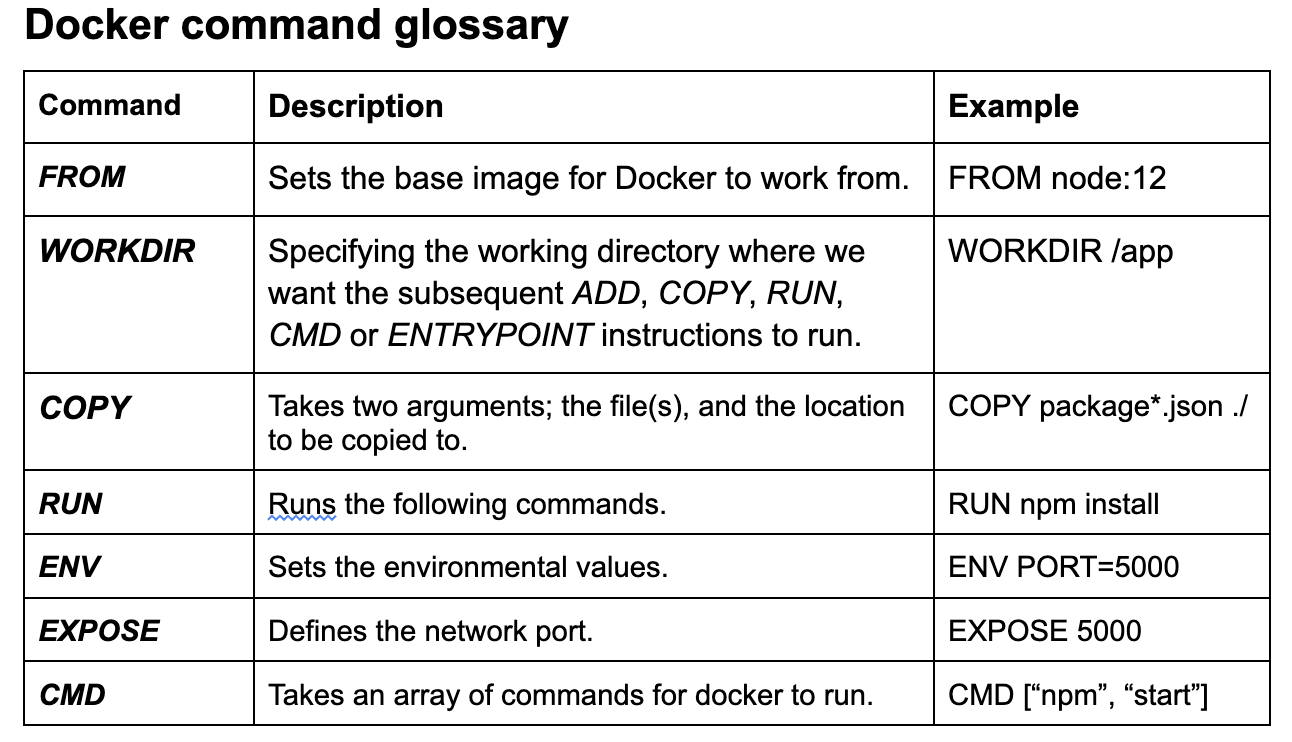 Docker command glossary
Command Description Example
FROM Sets the base image for Docker to work from. FROM node:12
WORKDIR Specifying the working directory where we WORKDIR /app
want the subsequent ADD, COPY, RUN,
CMD or ENTRYPOINT instructions to run.
COPY Takes two arguments; the file(s), and the location COPY package*.json ./
to be copied to.
RUN Runs the following commands. RUN npm install
ENV Sets the environmental values. ENV PORT=5000
EXPOSE Defines the network port. EXPOSE 5000
CMD Takes an array of commands for docker to run. CMD [“npm”, “start”]